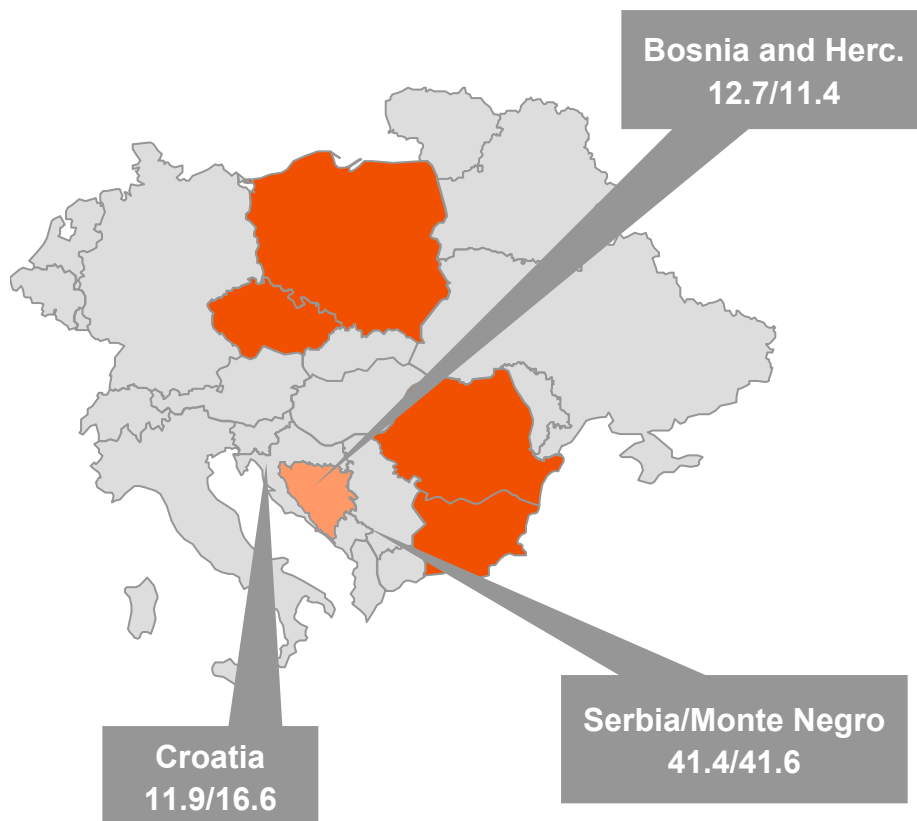 Bosnia and Herc.
12.7/11.4
Serbia/Monte Negro
41.4/41.6
Croatia
11.9/16.6